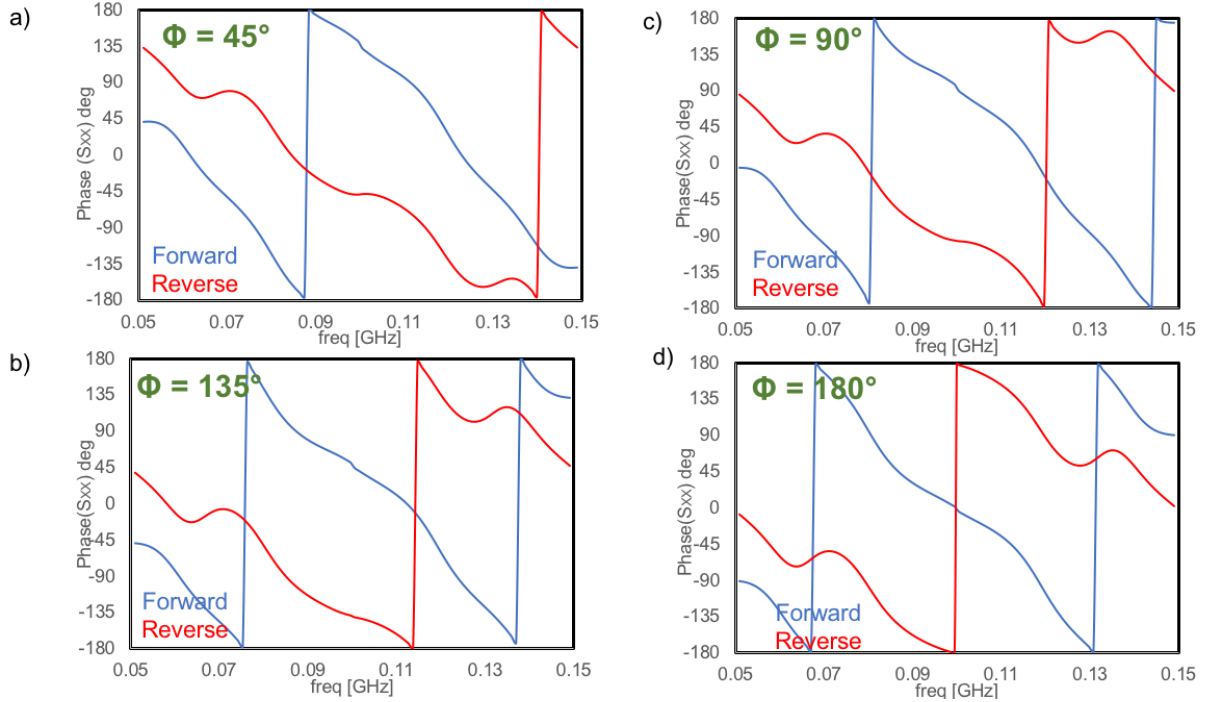 a)
Φ = 45°
Phase (Sxx) deg
180
135
90
45
0
-45
-90
-135
-180
Forward
Reverse
0.05 0.07 0.09 0.11 0.13 0.15
freq [GHz]
c)
Φ = 90°
Phase(Sxx) deg
180
135
90
45
0
-45
-90
-135
-180
Forward
Reverse
0.05 0.07 0.09 0.11 0.13 0.15
freq [GHz]
b)
Φ = 135°
Phase(Sxx) deg
180
135
90
45
0
-45
-90
-135
-180
Forward
Reverse
0.05 0.07 0.09 0.11 0.13 0.15
freq [GHz]
d)
Φ = 180°
Phase(Sxx) deg
180
135
90
45
0
-45
-90
-135
-180
Forward
Reverse
0.05 0.07 0.09 0.11 0.13 0.15
freq [GHz]